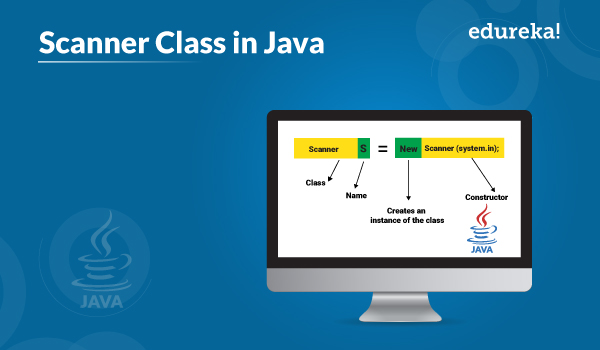 Scanner Class in Java
edureka!
Scanner S = New Scanner (system.in);
Class
Name
Creates an
instance of the class
Constructor
JAVA
JAVA